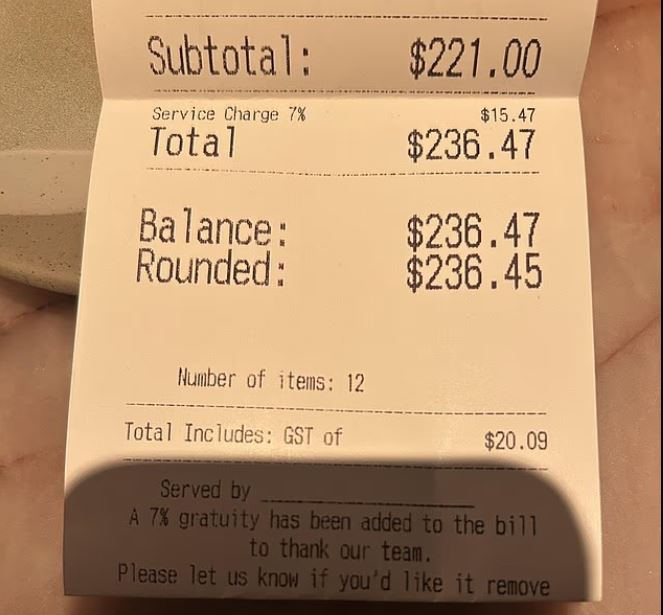 Subtotal: $221.00
Service Charge 7% $15.47
Total $236.47
Balance: $236.47
Rounded: $236.45
Number of items: 12
Total Includes: GST of $20.09
Served by
A 7% gratuity has been added to the bill
to thank our team.
Please let us know if you'd like it remove